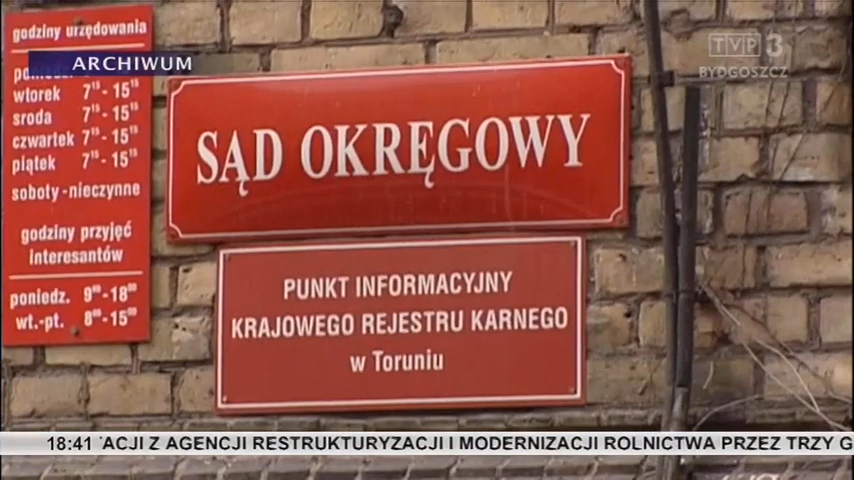 godziny urzędowania
ARCHIWUM
wtorek 7¹⁵ - 15¹⁵
środa 7¹⁵ - 15¹⁵
czwartek 7¹⁵ - 15¹⁵
piątek 7¹⁵ - 15¹⁵
soboty - nieczynne
godziny przyjęć
interesantów
poniedz. 9⁰⁰ - 18⁰⁰
wt.-pt. 8⁰⁰ - 15⁰⁰
SĄD OKRĘGOWY
PUNKT INFORMACYJNY
KRAJOWEGO REJESTRU KARNEGO
w Toruniu
TVP 3
BYDGOSZCZ
18:41 ACJI Z AGENCJI RESTRUKTURYZACJI I MODERNIZACJI ROLNICTWA PRZEZ TRZY G